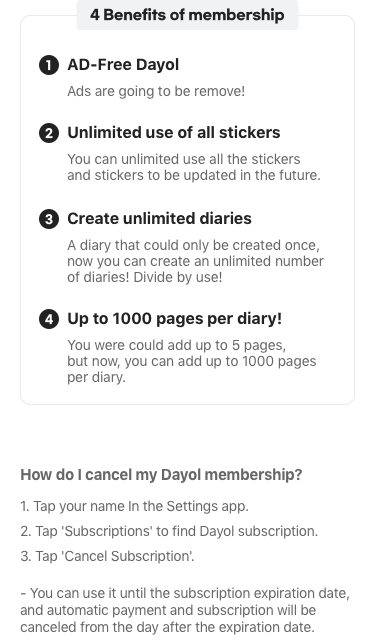 4 Benefits of membership
1 AD-Free Dayol
Ads are going to be remove!
2 Unlimited use of all stickers
You can unlimited use all the stickers
and stickers to be updated in the future.
3 Create unlimited diaries
A diary that could only be created once,
now you can create an unlimited number
of diaries! Divide by use!
4 Up to 1000 pages per diary!
You were could add up to 5 pages,
but now, you can add up to 1000 pages
per diary.
How do I cancel my Dayol membership?
1. Tap your name In the Settings app.
2. Tap 'Subscriptions' to find Dayol subscription.
3. Tap 'Cancel Subscription'.
- You can use it until the subscription expiration date,
and automatic payment and subscription will be
canceled from the day after the expiration date.